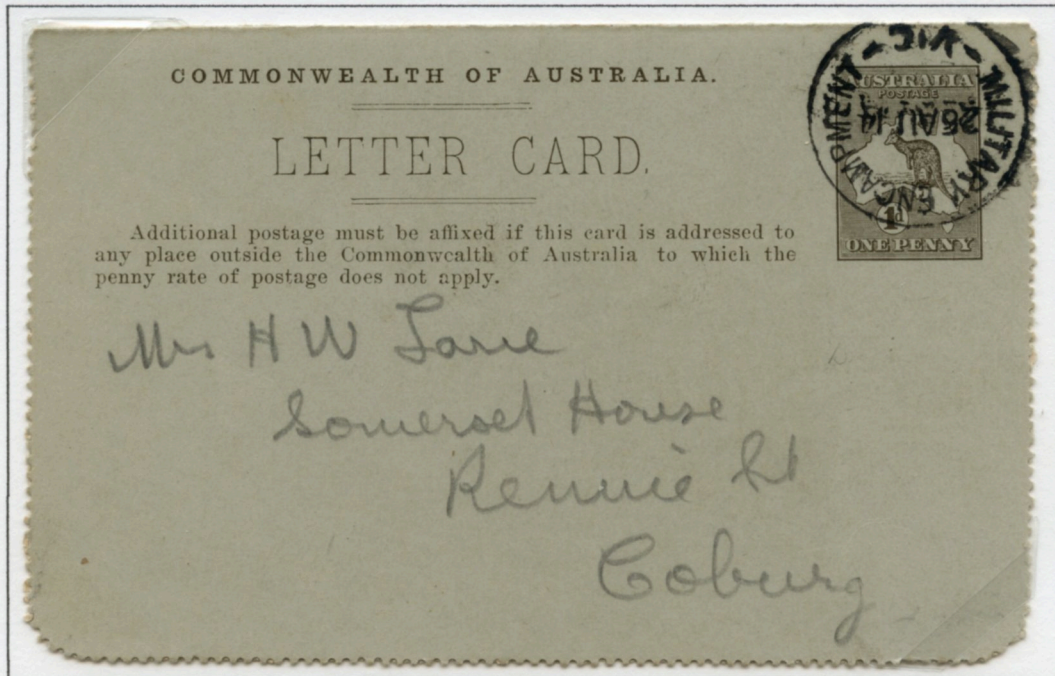 COMMONWEALTH OF AUSTRALIA.
LETTER CARD.
Additional postage must be affixed if this card is addressed to
any place outside the Commonwealth of Australia to which the
penny rate of postage does not apply.
AUSTRALIA
POSTAGE
1d
ONE PENNY
MILITARY ENCAMPMENT - VIC -
26 AU 14
Mrs H W Lane
Somerset House
Rennie St
Coburg